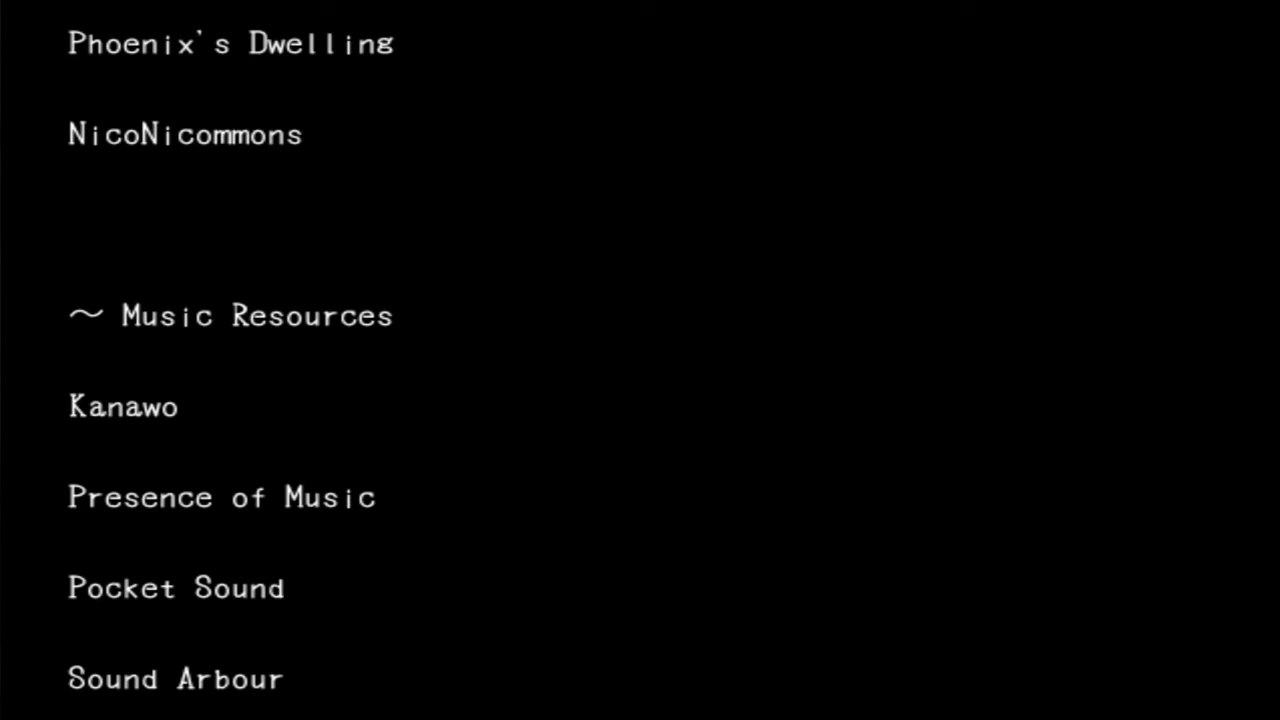 Phoenix's Dwelling
NicoNicommons
～ Music Resources
Kanawo
Presence of Music
Pocket Sound
Sound Arbour